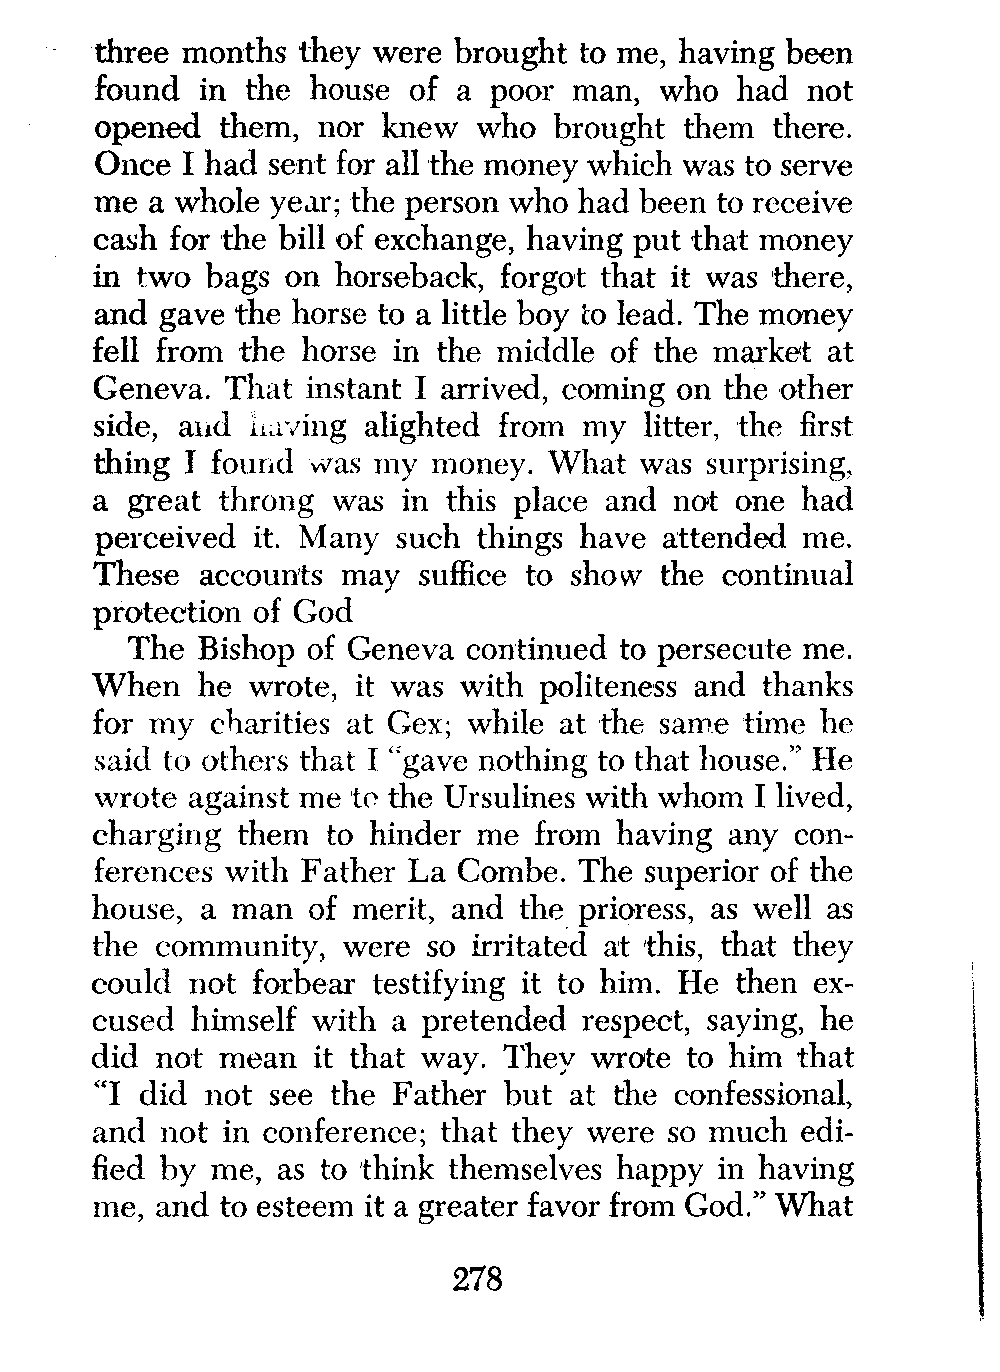 three months they were brought to me, having been
found in the house of a poor man, who had not
opened them, nor knew who brought them there.
Once I had sent for all the money which was to serve
me a whole year; the person who had been to receive
cash for the bill of exchange, having put that money
in two bags on horseback, forgot that it was there,
and gave the horse to a little boy to lead. The money
fell from the horse in the middle of the market at
Geneva. That instant I arrived, coming on the other
side, and having alighted from my litter, the first
thing I found was my money. What was surprising,
a great throng was in this place and not one had
perceived it. Many such things have attended me.
These accounts may suffice to show the continual
protection of God
The Bishop of Geneva continued to persecute me.
When he wrote, it was with politeness and thanks
for my charities at Gex; while at the same time he
said to others that I "gave nothing to that house." He
wrote against me to the Ursulines with whom I lived,
charging them to hinder me from having any con-
ferences with Father La Combe. The superior of the
house, a man of merit, and the prioress, as well as
the community, were so irritated at this, that they
could not forbear testifying it to him. He then ex-
cused himself with a pretended respect, saying, he
did not mean it that way. They wrote to him that
"I did not see the Father but at the confessional,
and not in conference; that they were so much edi-
fied by me, as to think themselves happy in having
me, and to esteem it a greater favor from God." What
278